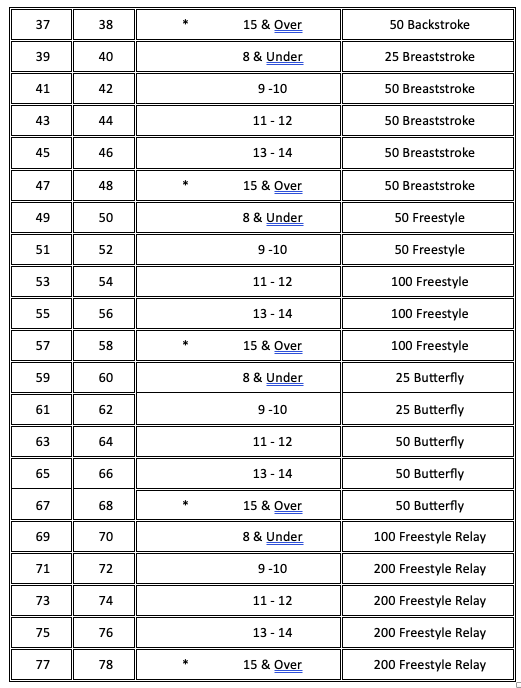 37 38 * 15 & Over 50 Backstroke
39 40 8 & Under 25 Breaststroke
41 42 9 -10 50 Breaststroke
43 44 11 - 12 50 Breaststroke
45 46 13 - 14 50 Breaststroke
47 48 * 15 & Over 50 Breaststroke
49 50 8 & Under 50 Freestyle
51 52 9 -10 50 Freestyle
53 54 11 - 12 100 Freestyle
55 56 13 - 14 100 Freestyle
57 58 * 15 & Over 100 Freestyle
59 60 8 & Under 25 Butterfly
61 62 9 -10 25 Butterfly
63 64 11 - 12 50 Butterfly
65 66 13 - 14 50 Butterfly
67 68 * 15 & Over 50 Butterfly
69 70 8 & Under 100 Freestyle Relay
71 72 9 -10 200 Freestyle Relay
73 74 11 - 12 200 Freestyle Relay
75 76 13 - 14 200 Freestyle Relay
77 78 * 15 & Over 200 Freestyle Relay